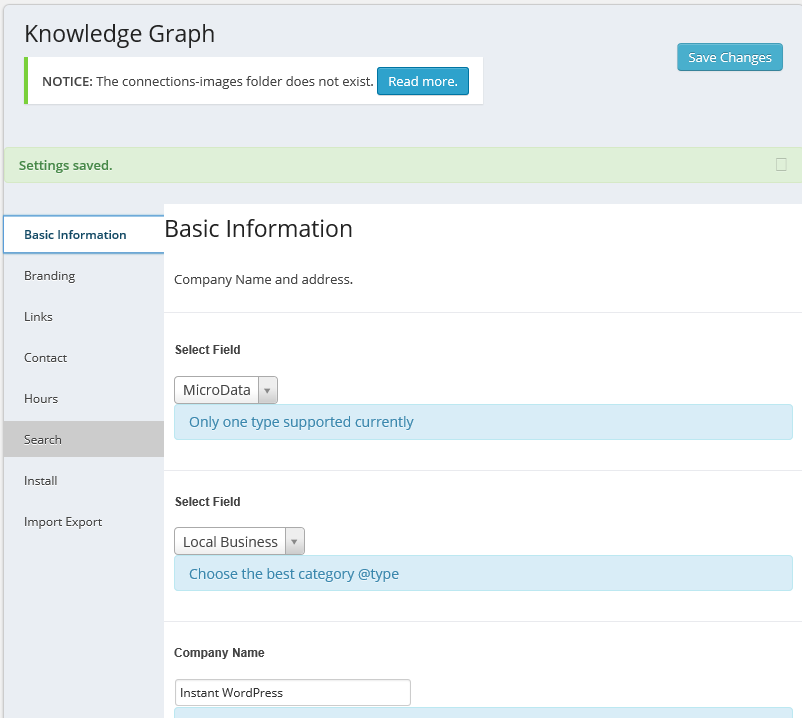 Knowledge Graph
NOTICE: The connections-images folder does not exist. Read more.
Save Changes
Settings saved.
Basic Information
Branding
Links
Contact
Hours
Search
Install
Import Export
Basic Information
Company Name and address.
Select Field
MicroData
Only one type supported currently
Select Field
Local Business
Choose the best category @type
Company Name
Instant WordPress